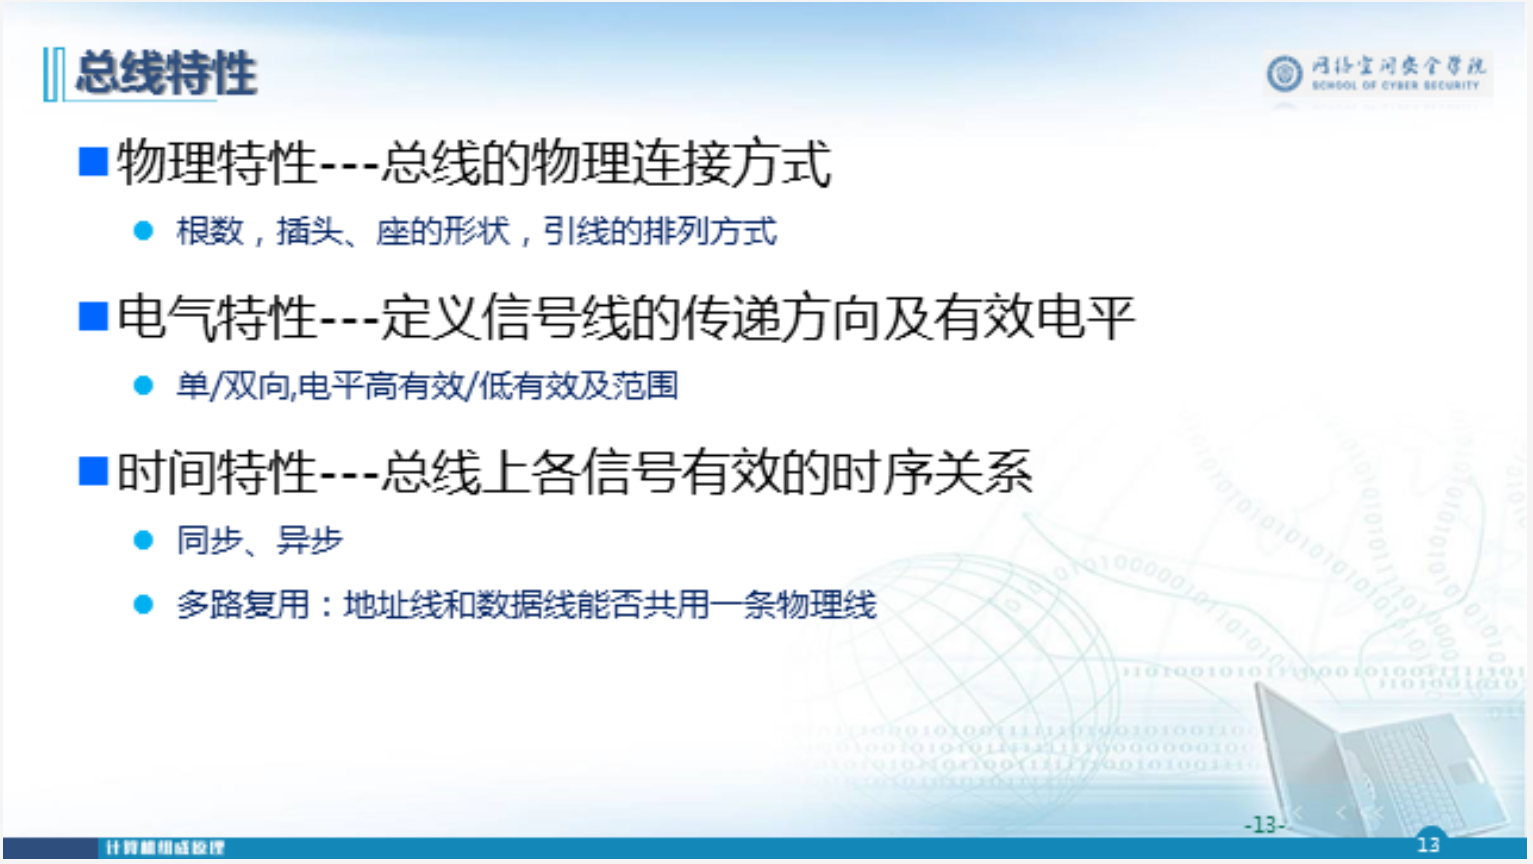 总线特性
网络空间安全学院
SCHOOL OF CYBER SECURITY
物理特性---总线的物理连接方式
根数，插头、座的形状，引线的排列方式
电气特性---定义信号线的传递方向及有效电平
单/双向,电平高有效/低有效及范围
时间特性---总线上各信号有效的时序关系
同步、异步
多路复用：地址线和数据线能否共用一条物理线
-13-
计算机组成原理
13